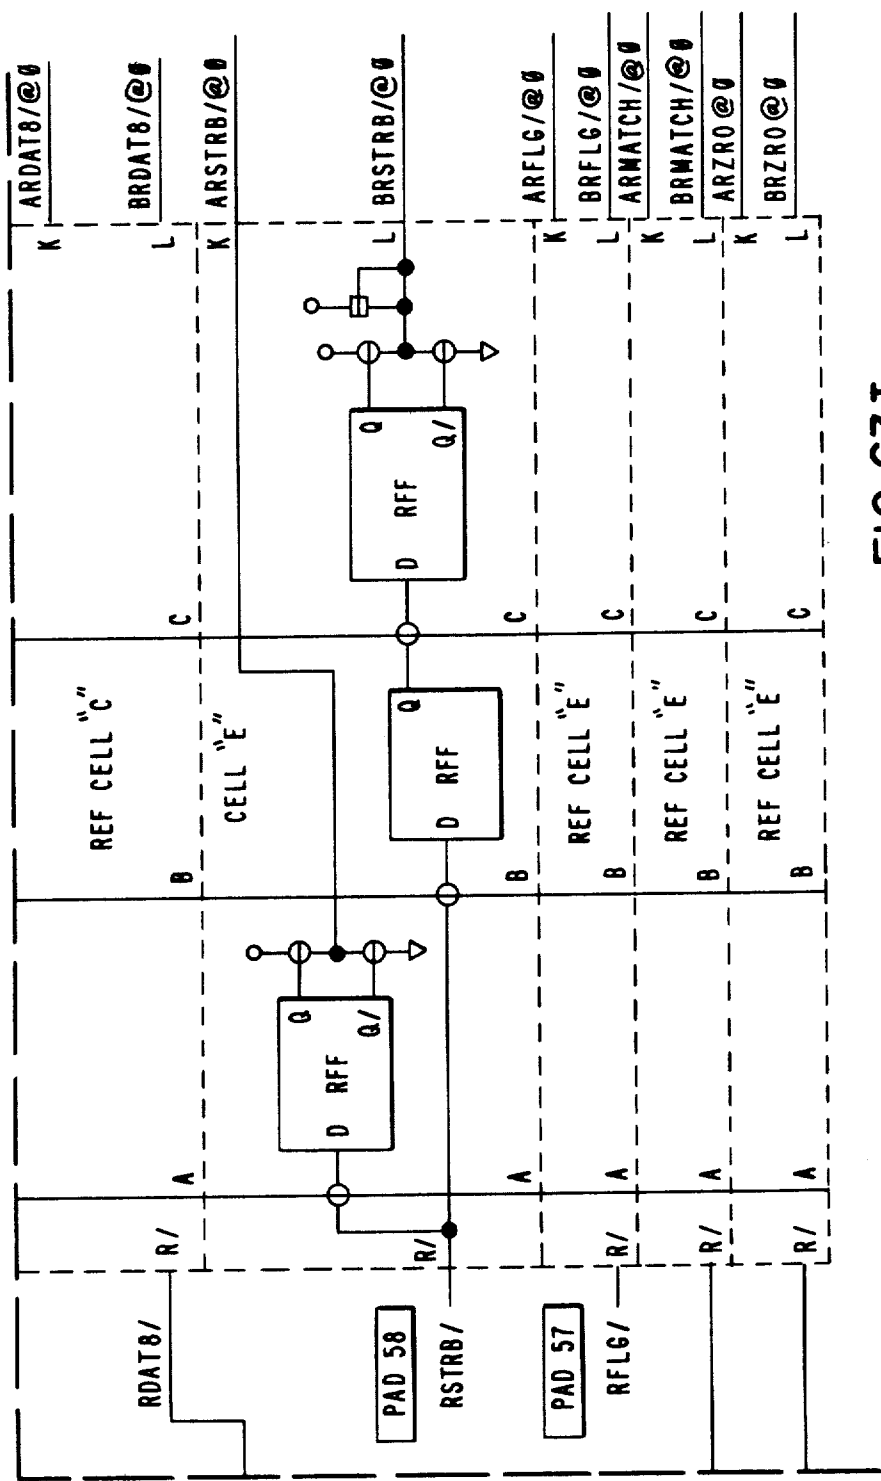 ARDAT8/@0
K
RDAT8/
R/
A
B
REF CELL "C"
C
L
BRDAT8/@0
CELL "E"
K
ARSTRB/@0
D RFF Q
Q/
PAD 58
RSTRB/
R/
A
B
D RFF Q
C
D RFF Q
Q/
L
BRSTRB/@0
K
ARFLG/@0
PAD 57
RFLG/
R/
A
B
REF CELL "E"
C
L
BRFLG/@0
K
ARMATCH/@0
R/
A
B
REF CELL "E"
C
L
BRMATCH/@0
K
ARZRO@0
R/
A
B
REF CELL "E"
C
L
BRZRO@0